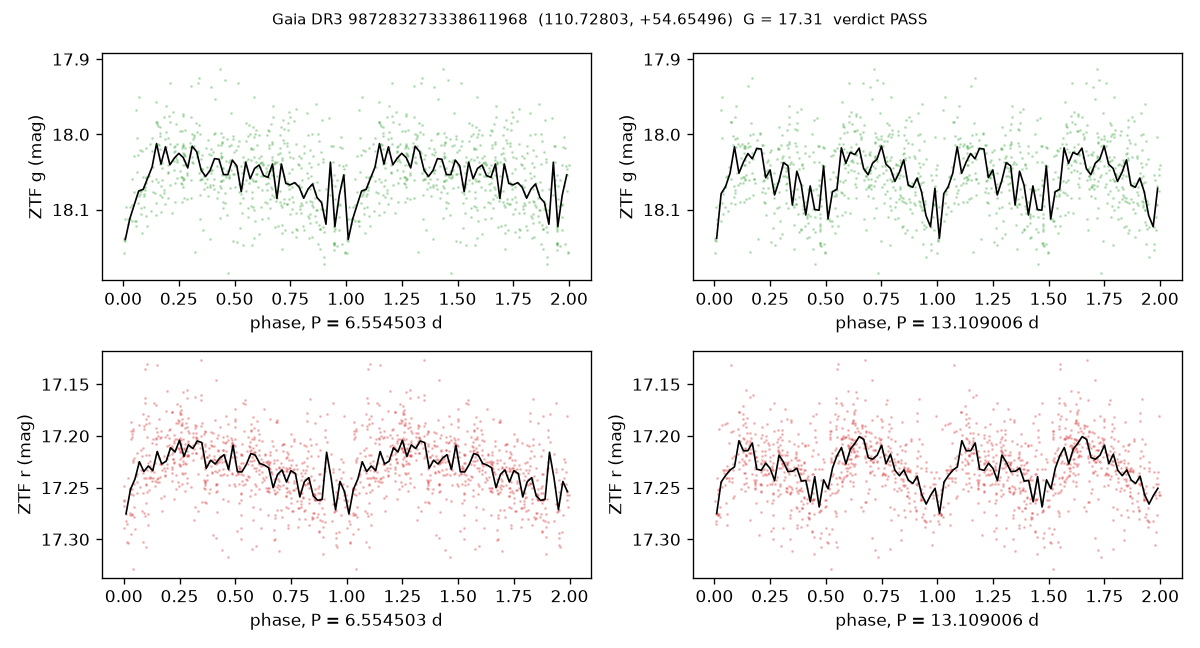 Gaia DR3 987283273338611968 (110.72803, +54.65496) G = 17.31 verdict PASS
ZTF g (mag)
17.9
18.0
18.1
0.00 0.25 0.50 0.75 1.00 1.25 1.50 1.75 2.00
phase, P = 6.554503 d
ZTF g (mag)
17.9
18.0
18.1
0.00 0.25 0.50 0.75 1.00 1.25 1.50 1.75 2.00
phase, P = 13.109006 d
ZTF r (mag)
17.15
17.20
17.25
17.30
0.00 0.25 0.50 0.75 1.00 1.25 1.50 1.75 2.00
phase, P = 6.554503 d
ZTF r (mag)
17.15
17.20
17.25
17.30
0.00 0.25 0.50 0.75 1.00 1.25 1.50 1.75 2.00
phase, P = 13.109006 d